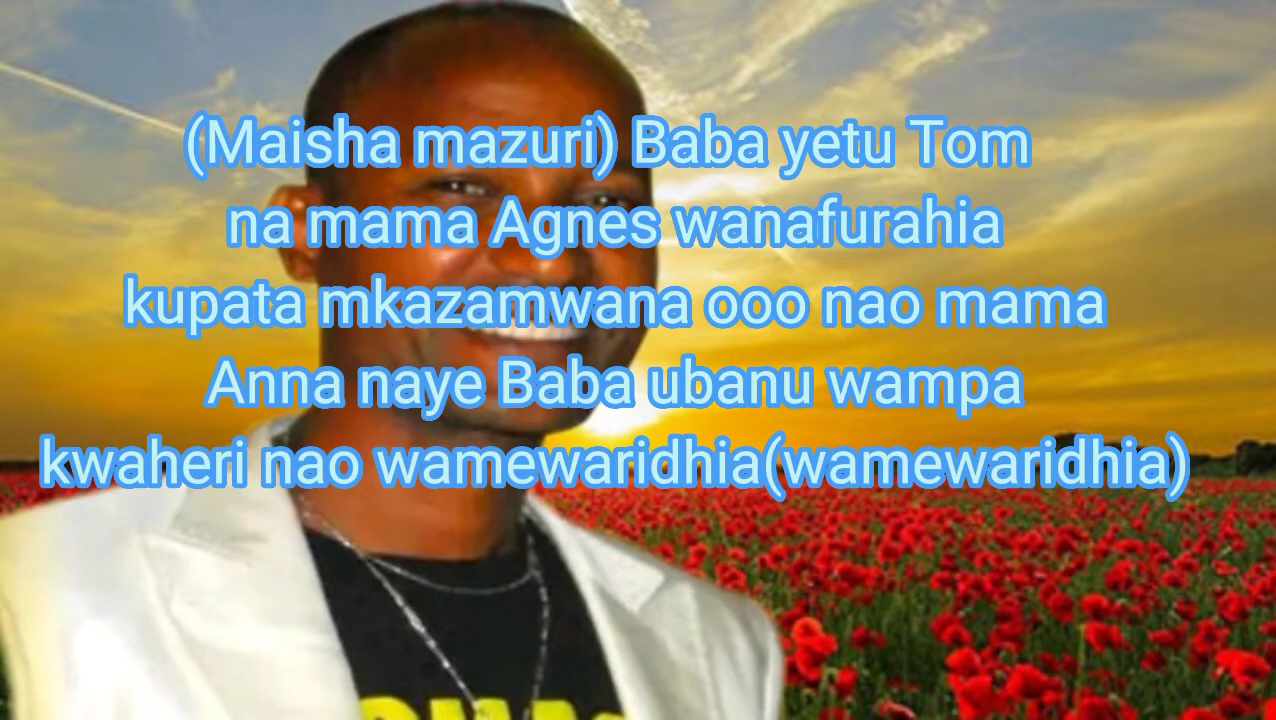 (Maisha mazuri) Baba yetu Tom
na mama Agnes wanafurahia
kupata mkazamwana ooo nao mama
Anna naye Baba ubanu wampa
kwaheri nao wamewaridhia(wamewaridhia)